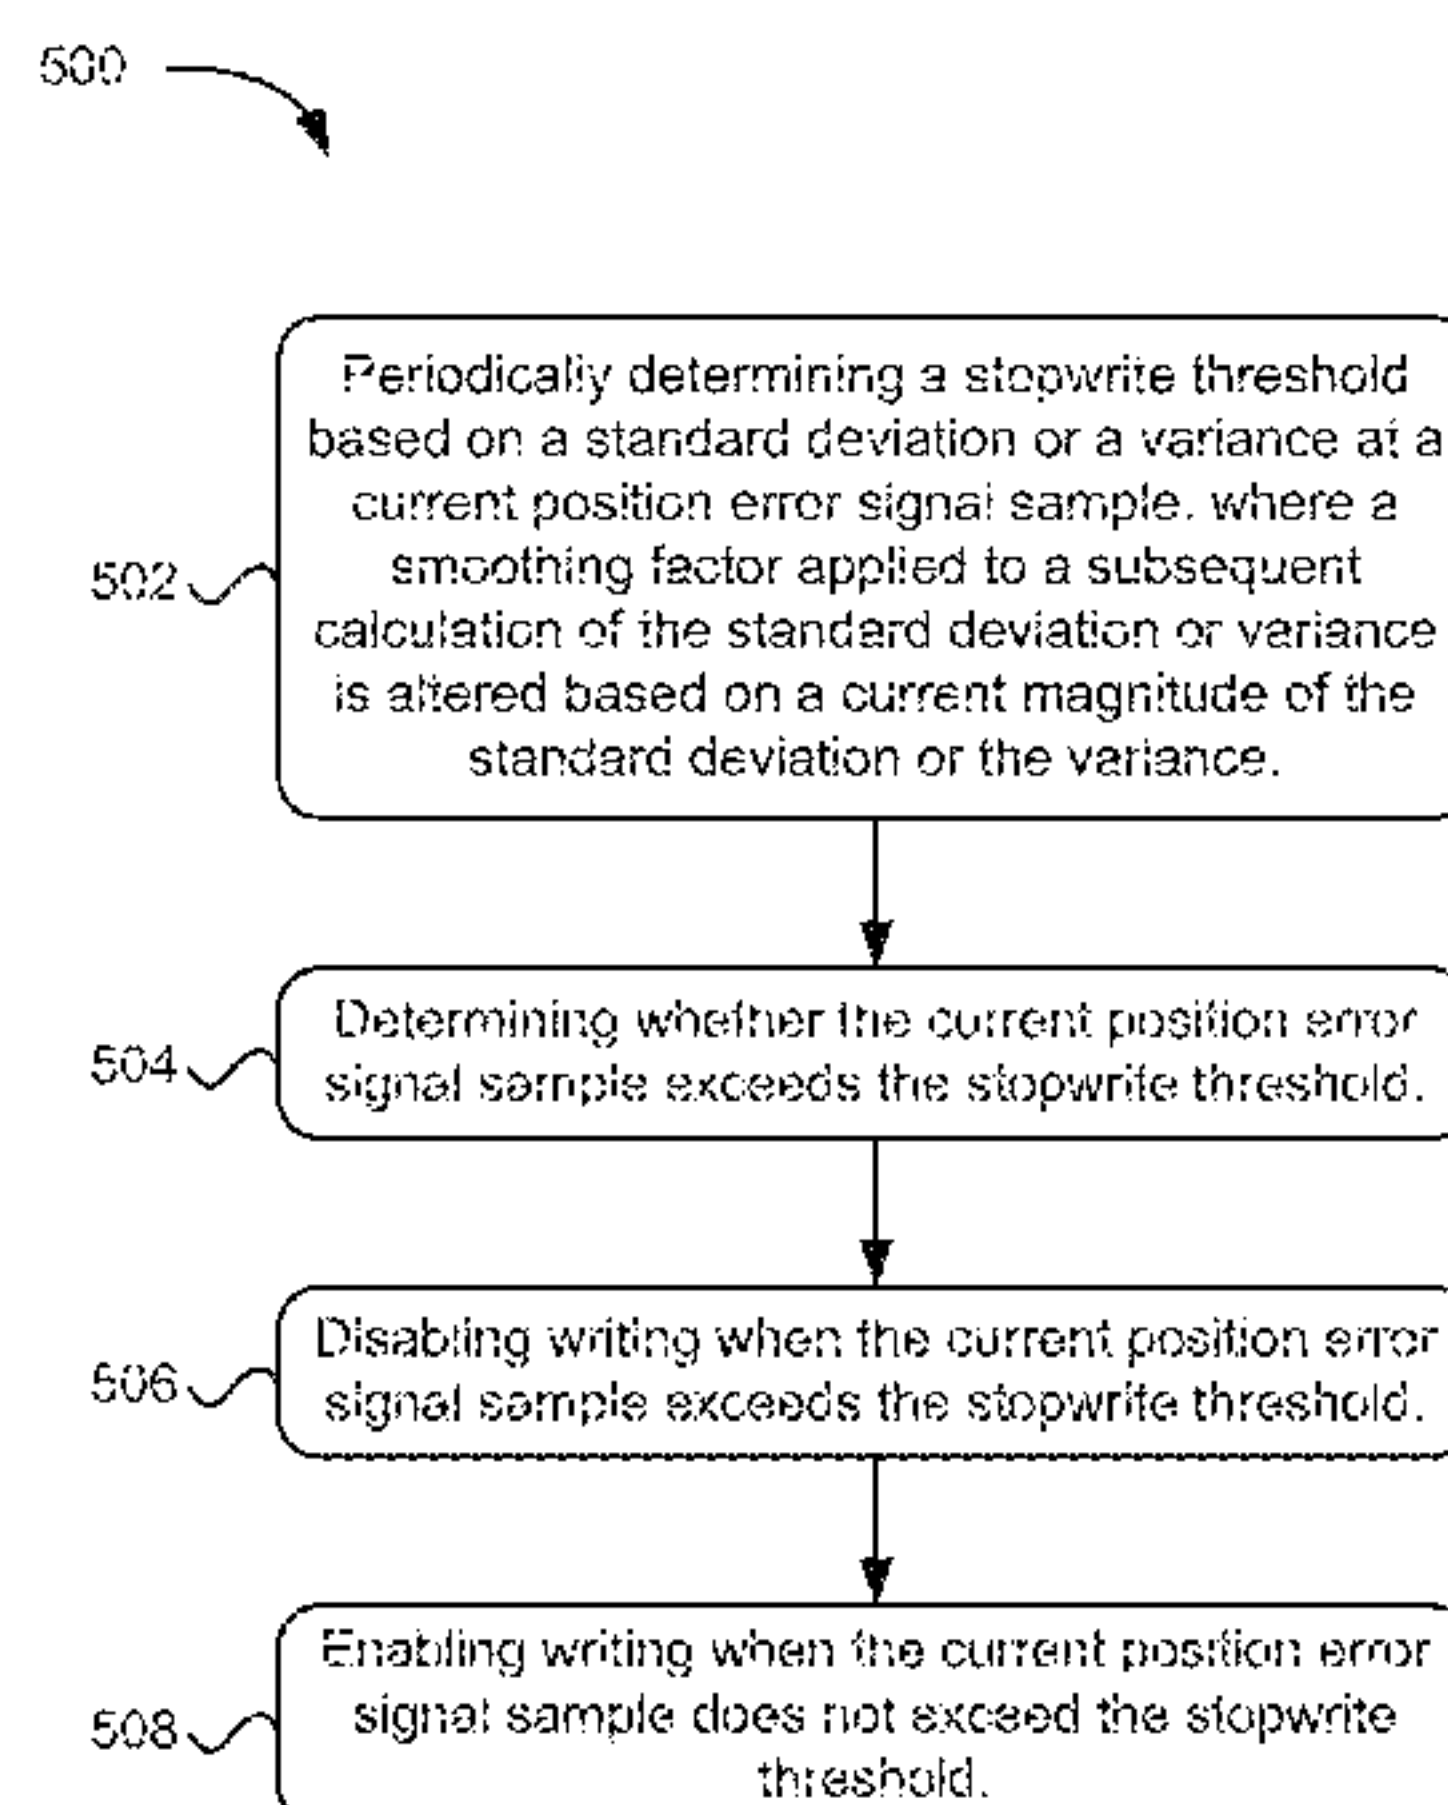 500
Periodically determining a stopwrite threshold
based on a standard deviation or a variance at a
current position error signal sample, where a
smoothing factor applied to a subsequent
calculation of the standard deviation or variance
is altered based on a current magnitude of the
standard deviation or the variance.
502
Determining whether the current position error
signal sample exceeds the stopwrite threshold.
504
Disabling writing when the current position error
signal sample exceeds the stopwrite threshold.
506
Enabling writing when the current position error
signal sample does not exceed the stopwrite
threshold.
508